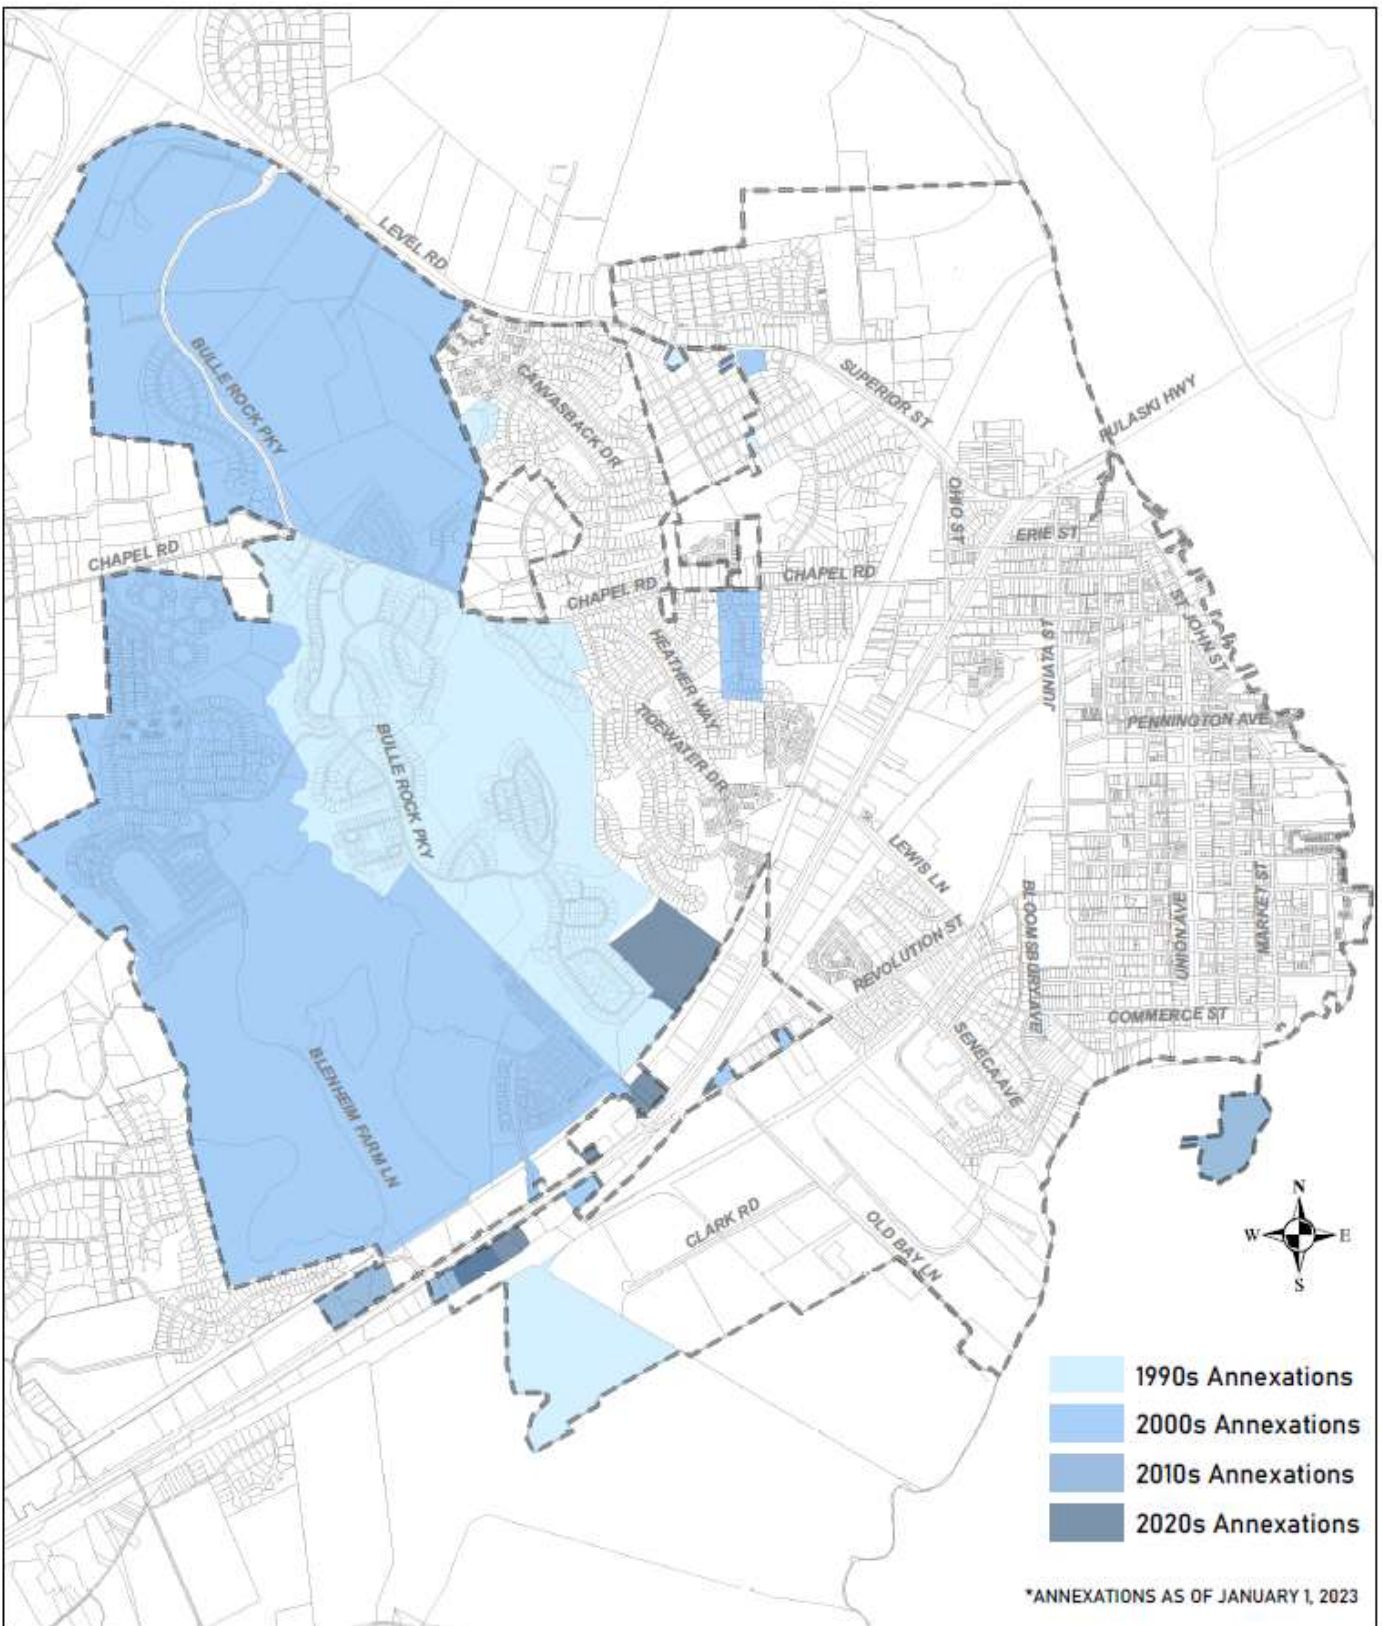 LEVEL RD
BULLE ROCK PKY
CANVASBACK DR
SUPERIOR ST
PULASKI HWY
OHIO ST
ERIE ST
CHAPEL RD
CHAPEL RD
CHAPEL RD
ST JOHN ST
HEATHER WAY
JUNIATA ST
TIDEWATER DR
PENNINGTON AVE
BULLE ROCK PKY
LEWIS LN
BLOOMSBURY AVE
UNION AVE
MARKET ST
REVOLUTION ST
COMMERCE ST
SENECA AVE
BLENHEIM FARM LN
CLARK RD
OLD BAY LN
N
W E
S
1990s Annexations
2000s Annexations
2010s Annexations
2020s Annexations
*ANNEXATIONS AS OF JANUARY 1, 2023